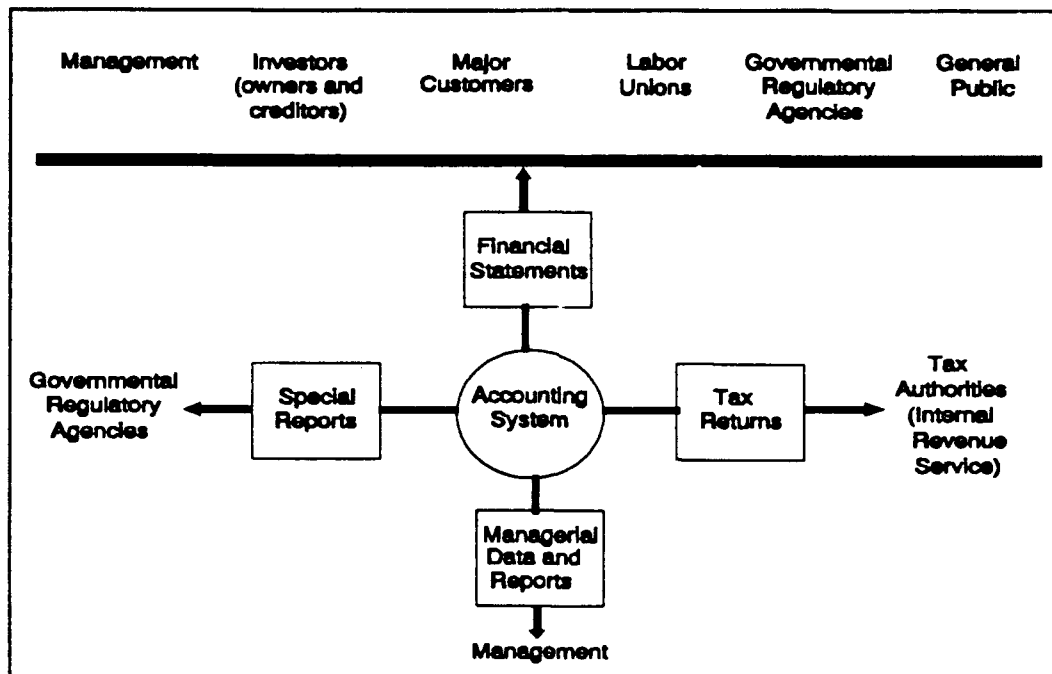 Management
Investors
(owners and
creditors)
Major
Customers
Labor
Unions
Governmental
Regulatory
Agencies
General
Public
Financial
Statements
Governmental
Regulatory
Agencies
Special
Reports
Accounting
System
Tax
Returns
Tax
Authorities
(Internal
Revenue
Service)
Managerial
Data and
Reports
Management